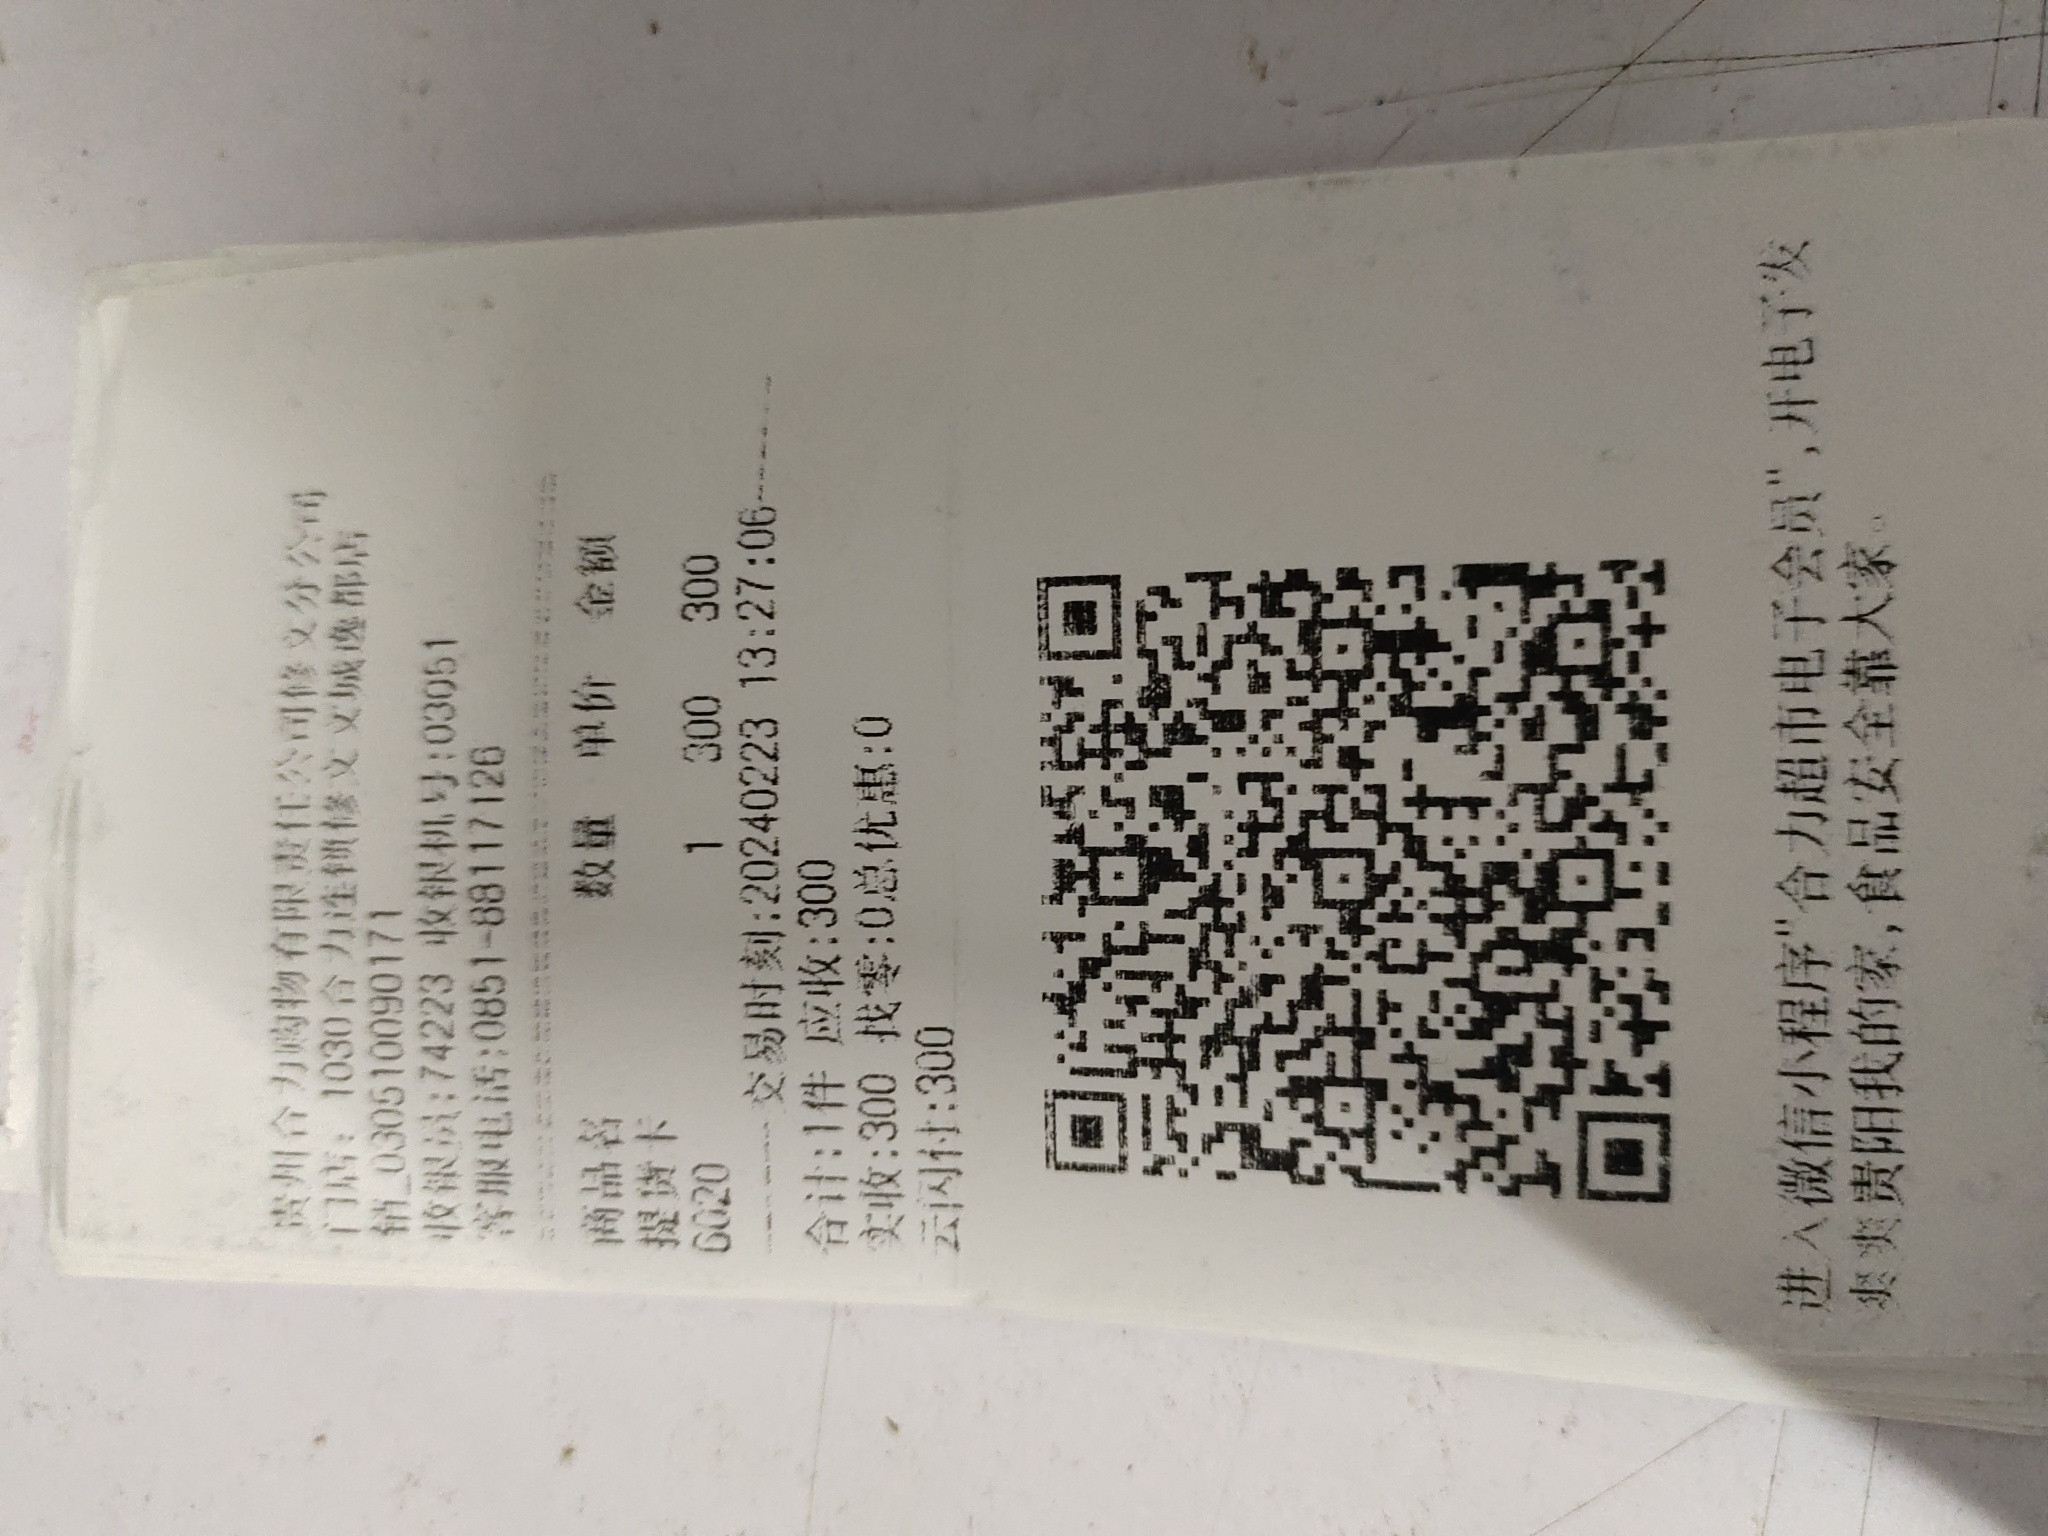 贵州合力购物有限责任公司修文分公司
门店: 1030合力连锁修文文城逸都店
销_030510090171
收银员:74223 收银机号:03051
客服电话:0851-88117126
商品名 数量 单价 金额
提货卡
6020 1 300 300
交易时刻:20240223 13:27:06
合计:1件 应收:300
实收:300 找零:0总优惠:0
云闪付:300
进入微信小程序"合力超市电子会员",开电子发
爽爽贵阳我的家,食品安全靠大家。